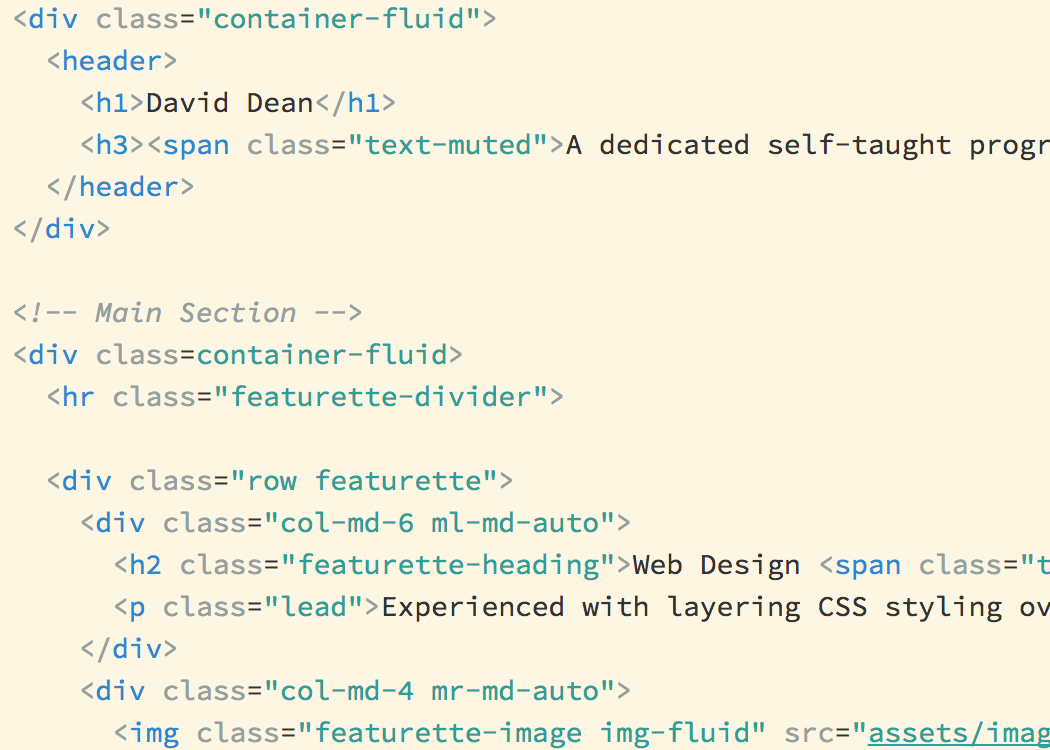 <div class="container-fluid">
  <header>
    <h1>David Dean</h1>
    <h3><span class="text-muted">A dedicated self-taught progr
  </header>
</div>

<!-- Main Section -->
<div class=container-fluid>
  <hr class="featurette-divider">

  <div class="row featurette">
    <div class="col-md-6 ml-md-auto">
      <h2 class="featurette-heading">Web Design <span class="t
      <p class="lead">Experienced with layering CSS styling ov
    </div>
    <div class="col-md-4 mr-md-auto">
      <img class="featurette-image img-fluid" src="assets/imag